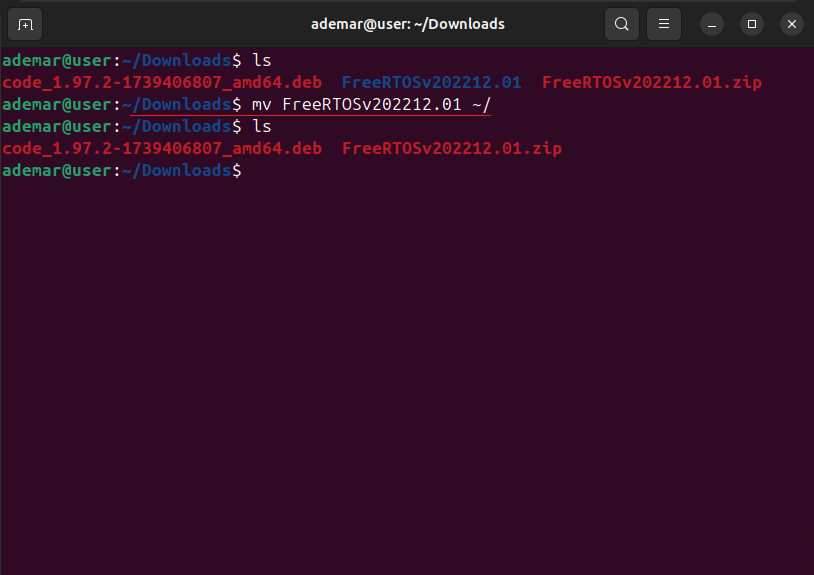 ademar@user: ~/Downloads
ademar@user:~/Downloads$ ls
code_1.97.2-1739406807_amd64.deb  FreeRTOSv202212.01  FreeRTOSv202212.01.zip
ademar@user:~/Downloads$ mv FreeRTOSv202212.01 ~/
ademar@user:~/Downloads$ ls
code_1.97.2-1739406807_amd64.deb  FreeRTOSv202212.01.zip
ademar@user:~/Downloads$